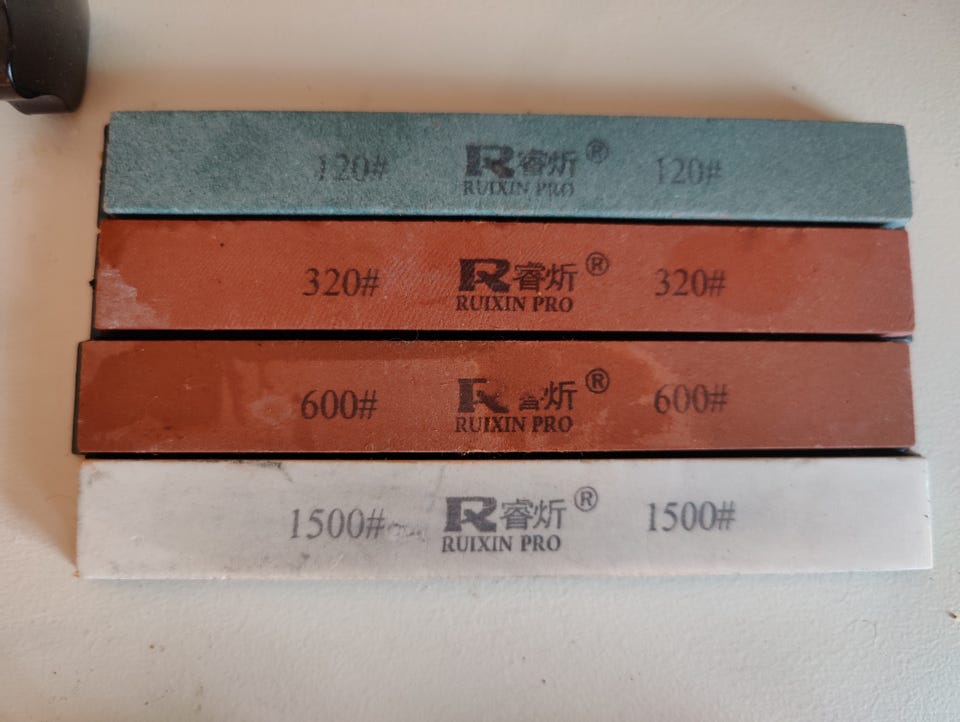 120# R睿炘® 120#
RUIXIN PRO
320# R睿炘® 320#
RUIXIN PRO
600# R睿炘® 600#
RUIXIN PRO
1500# R睿炘® 1500#
RUIXIN PRO